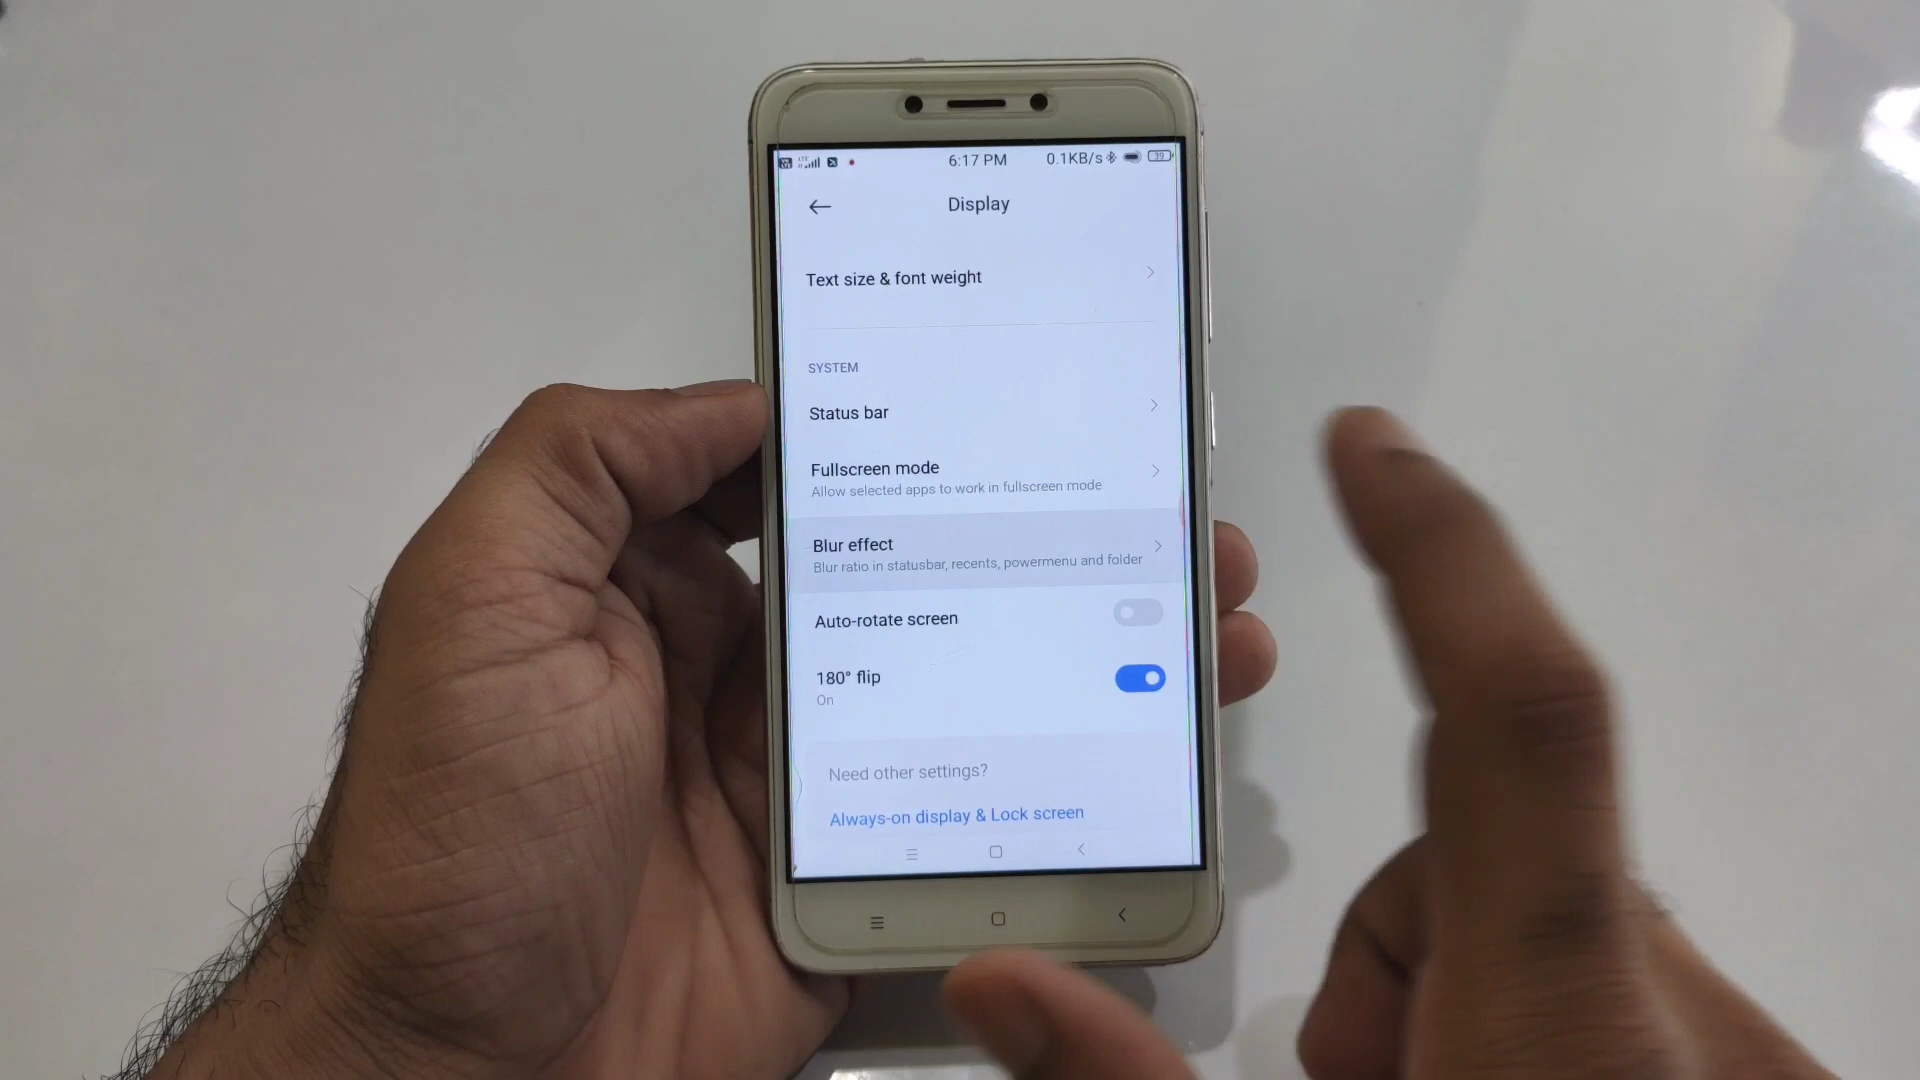 6:17 PM 0.1KB/s 39
Display
Text size & font weight
SYSTEM
Status bar
Fullscreen mode
Allow selected apps to work in fullscreen mode
Blur effect
Blur ratio in statusbar, recents, powermenu and folder
Auto-rotate screen
180° flip
On
Need other settings?
Always-on display & Lock screen